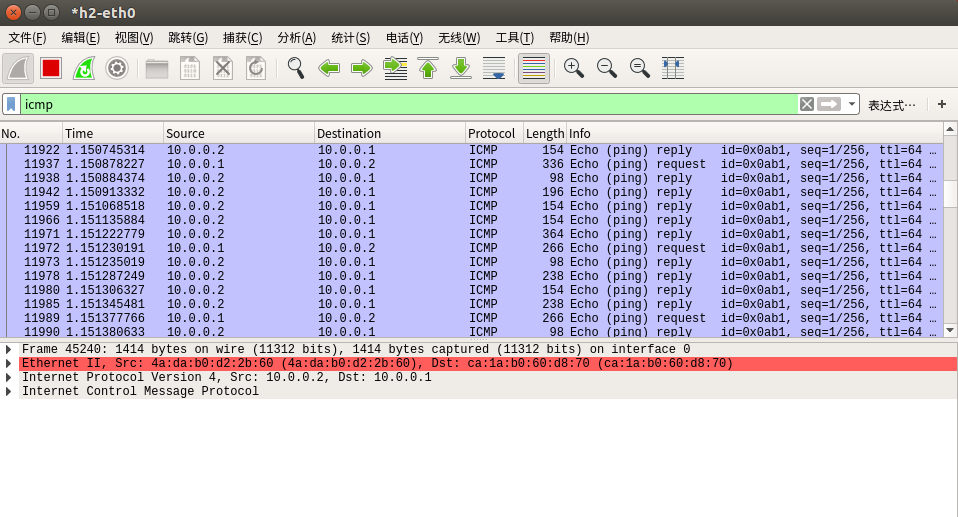 *h2-eth0
文件(F) 编辑(E) 视图(V) 跳转(G) 捕获(C) 分析(A) 统计(S) 电话(Y) 无线(W) 工具(T) 帮助(H)
icmp 表达式… +
No. Time Source Destination Protocol Length Info
11922 1.150745314 10.0.0.2 10.0.0.1 ICMP 154 Echo (ping) reply id=0x0ab1, seq=1/256, ttl=64 …
11937 1.150878227 10.0.0.1 10.0.0.2 ICMP 336 Echo (ping) request id=0x0ab1, seq=1/256, ttl=64 …
11938 1.150884374 10.0.0.2 10.0.0.1 ICMP 98 Echo (ping) reply id=0x0ab1, seq=1/256, ttl=64 …
11942 1.150913332 10.0.0.2 10.0.0.1 ICMP 196 Echo (ping) reply id=0x0ab1, seq=1/256, ttl=64 …
11959 1.151068518 10.0.0.2 10.0.0.1 ICMP 154 Echo (ping) reply id=0x0ab1, seq=1/256, ttl=64 …
11966 1.151135884 10.0.0.2 10.0.0.1 ICMP 154 Echo (ping) reply id=0x0ab1, seq=1/256, ttl=64 …
11971 1.151222779 10.0.0.2 10.0.0.1 ICMP 364 Echo (ping) reply id=0x0ab1, seq=1/256, ttl=64 …
11972 1.151230191 10.0.0.1 10.0.0.2 ICMP 266 Echo (ping) request id=0x0ab1, seq=1/256, ttl=64 …
11973 1.151235019 10.0.0.2 10.0.0.1 ICMP 98 Echo (ping) reply id=0x0ab1, seq=1/256, ttl=64 …
11978 1.151287249 10.0.0.2 10.0.0.1 ICMP 238 Echo (ping) reply id=0x0ab1, seq=1/256, ttl=64 …
11980 1.151306327 10.0.0.2 10.0.0.1 ICMP 154 Echo (ping) reply id=0x0ab1, seq=1/256, ttl=64 …
11985 1.151345481 10.0.0.2 10.0.0.1 ICMP 238 Echo (ping) reply id=0x0ab1, seq=1/256, ttl=64 …
11989 1.151377766 10.0.0.1 10.0.0.2 ICMP 266 Echo (ping) request id=0x0ab1, seq=1/256, ttl=64 …
11990 1.151380633 10.0.0.2 10.0.0.1 ICMP 98 Echo (ping) reply id=0x0ab1, seq=1/256, ttl=64 …
Frame 45240: 1414 bytes on wire (11312 bits), 1414 bytes captured (11312 bits) on interface 0
Ethernet II, Src: 4a:da:b0:d2:2b:60 (4a:da:b0:d2:2b:60), Dst: ca:1a:b0:60:d8:70 (ca:1a:b0:60:d8:70)
Internet Protocol Version 4, Src: 10.0.0.2, Dst: 10.0.0.1
Internet Control Message Protocol